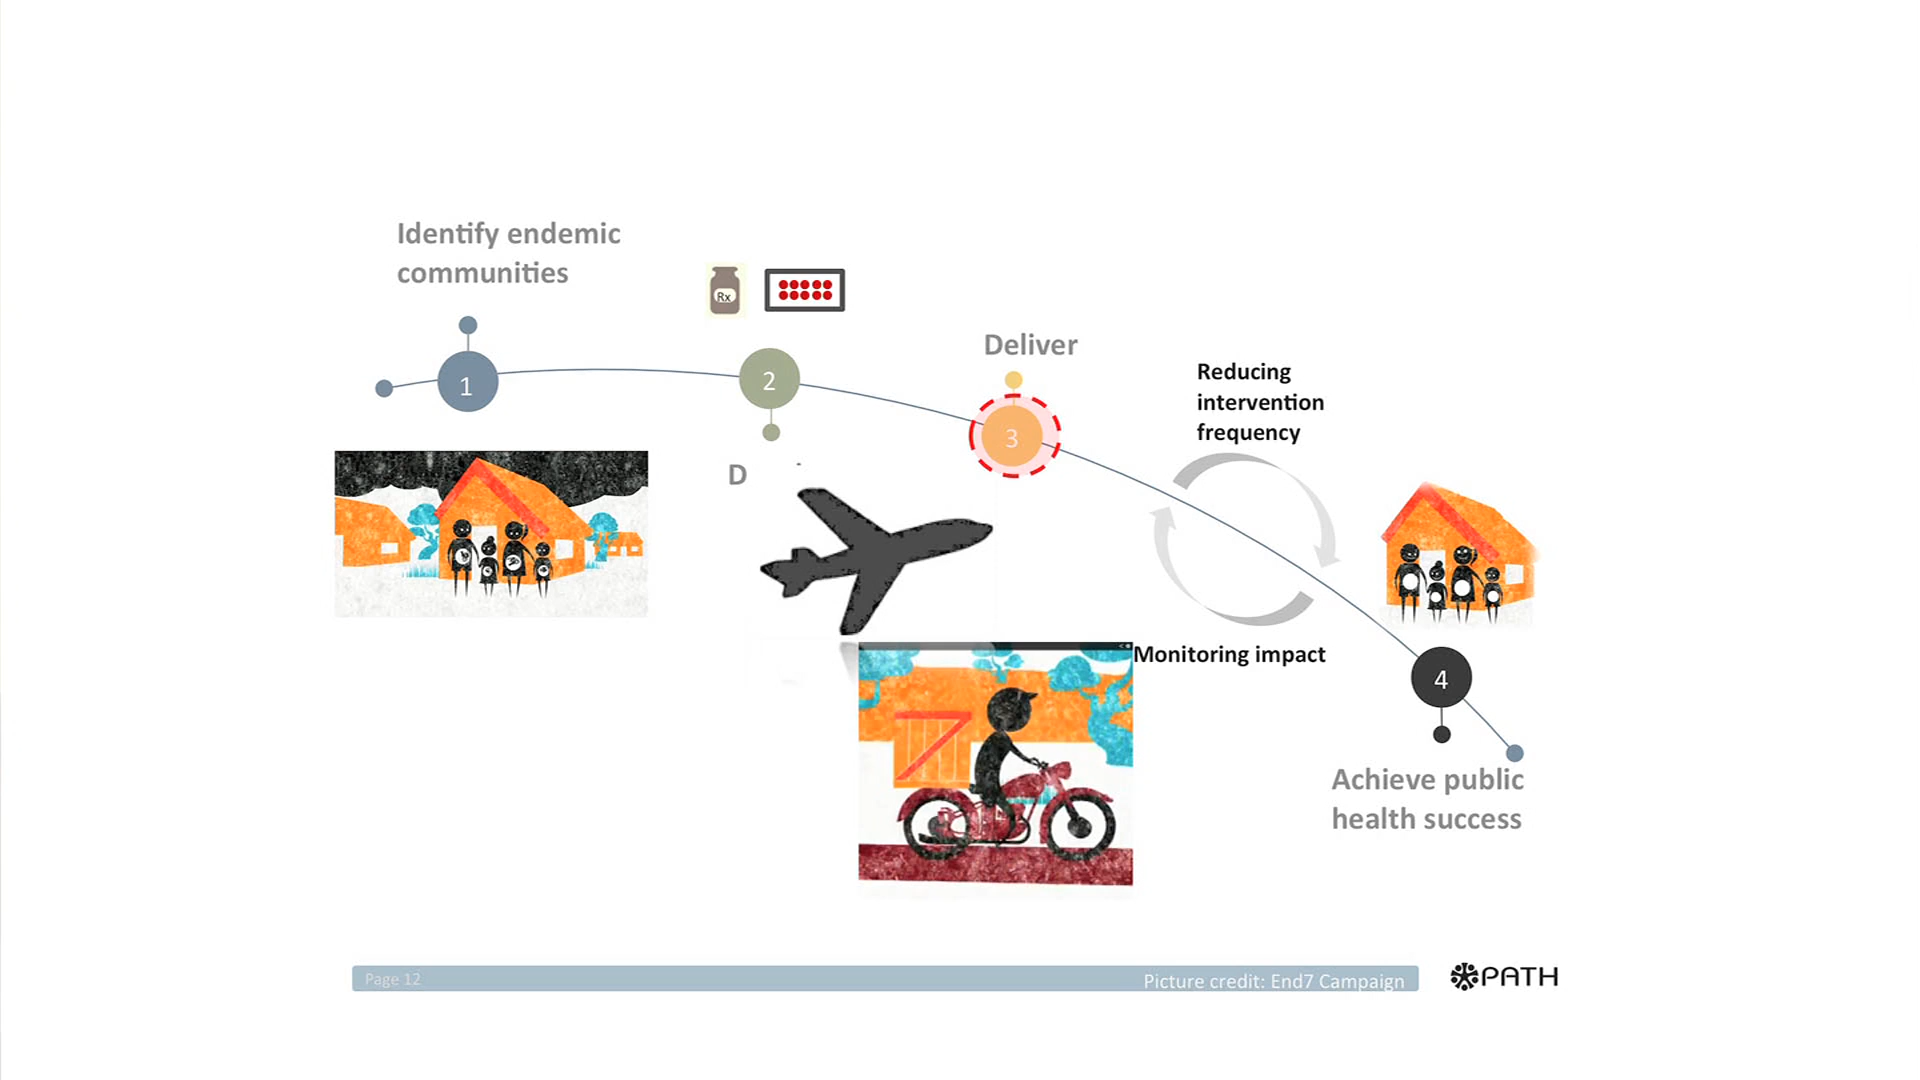 Identify endemic
communities
Rx
1
2
Deliver
3
Reducing
intervention
frequency
D
Monitoring impact
4
Achieve public
health success
Page 12
Picture credit: End7 Campaign
PATH